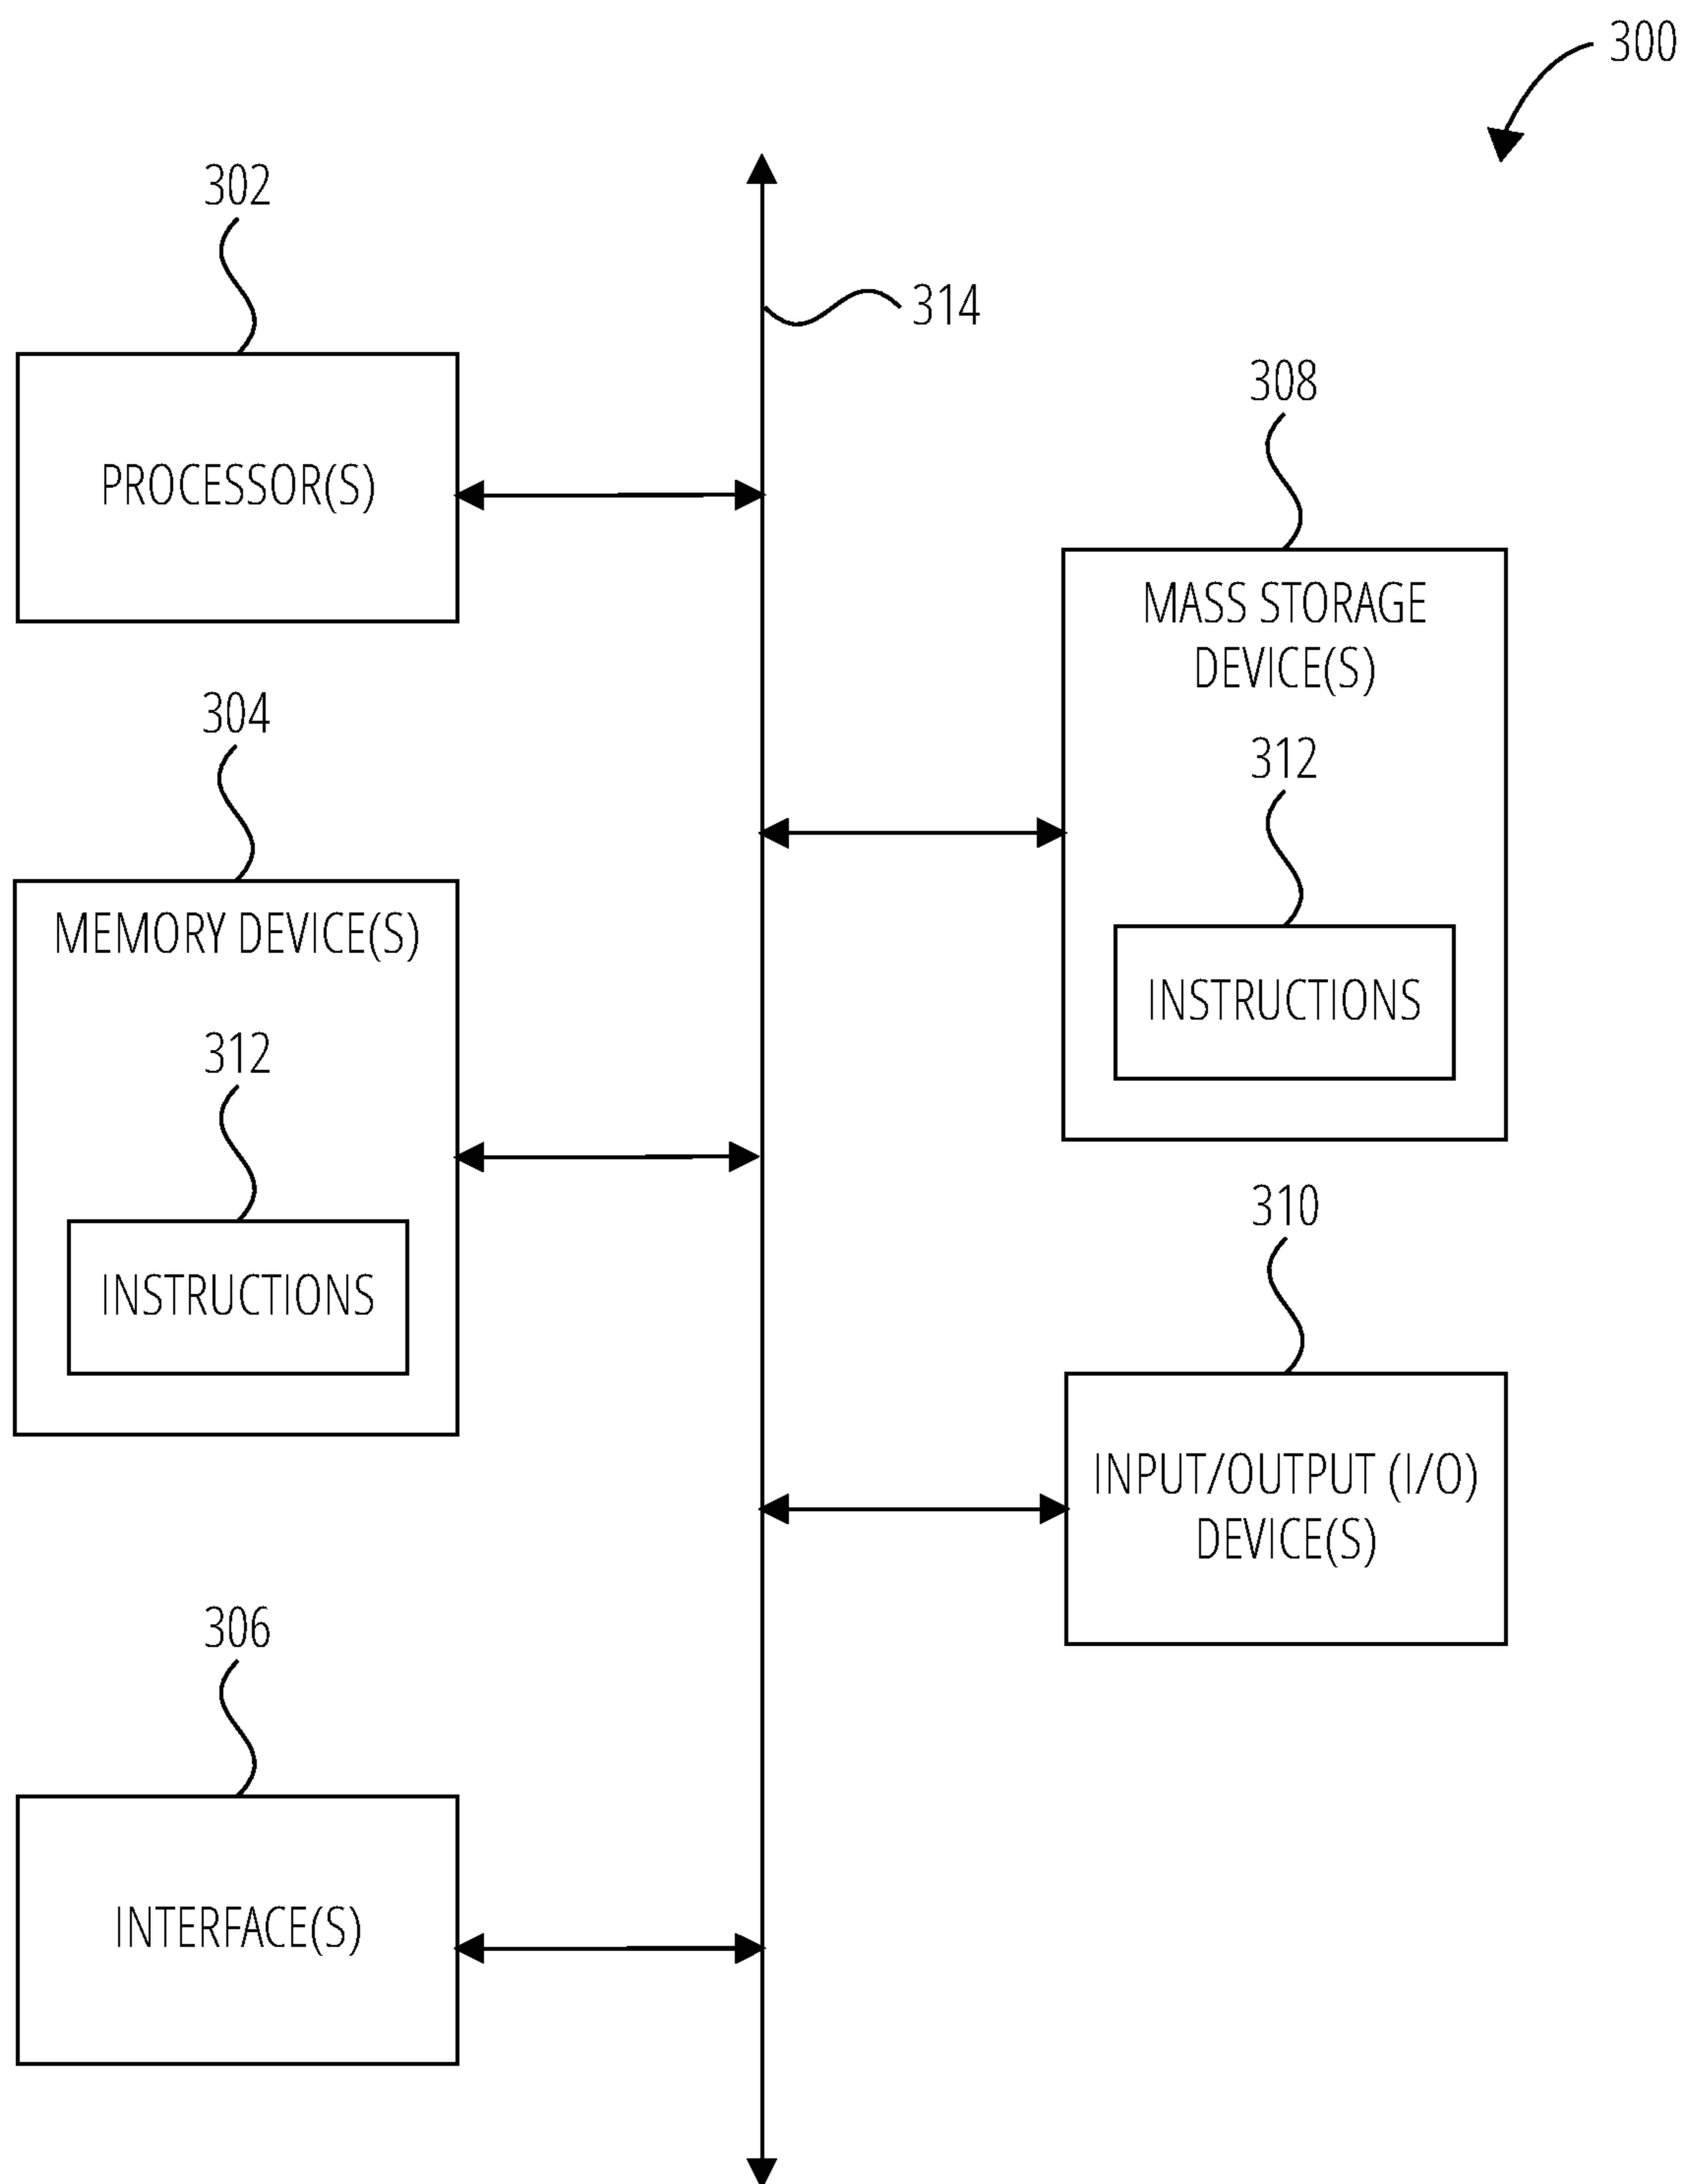 300
302
314
PROCESSOR(S)
308
MASS STORAGE
DEVICE(S)
304
312
MEMORY DEVICE(S)
INSTRUCTIONS
312
INSTRUCTIONS
310
INPUT/OUTPUT (I/O)
DEVICE(S)
306
INTERFACE(S)